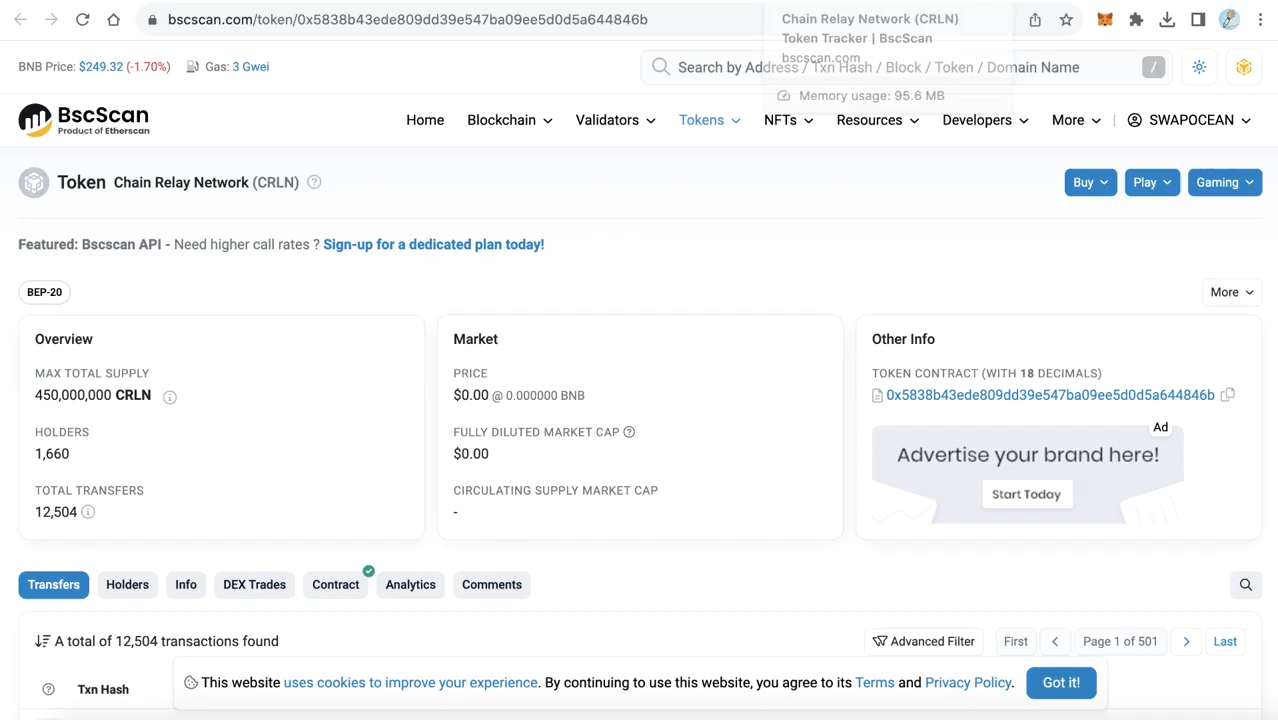 bscscan.com/token/0x5838b43ede809dd39e547ba09ee5d0d5a644846b
Chain Relay Network (CRLN)
Token Tracker | BscScan
bscscan.com
Memory usage: 95.6 MB
BNB Price: $249.32 (-1.70%) Gas: 3 Gwei
Search by Address / Txn Hash / Block / Token / Domain Name /
BscScan
Product of Etherscan
Home Blockchain Validators Tokens NFTs Resources Developers More | SWAPOCEAN
Token Chain Relay Network (CRLN)
Buy Play Gaming
Featured: Bscscan API - Need higher call rates ? Sign-up for a dedicated plan today!
BEP-20
More
Overview
MAX TOTAL SUPPLY
450,000,000 CRLN
HOLDERS
1,660
TOTAL TRANSFERS
12,504
Market
PRICE
$0.00 @ 0.000000 BNB
FULLY DILUTED MARKET CAP
$0.00
CIRCULATING SUPPLY MARKET CAP
-
Other Info
TOKEN CONTRACT (WITH 18 DECIMALS)
0x5838b43ede809dd39e547ba09ee5d0d5a644846b
Ad
Advertise your brand here!
Start Today
Transfers Holders Info DEX Trades Contract Analytics Comments
A total of 12,504 transactions found
Advanced Filter First Page 1 of 501 Last
Txn Hash
This website uses cookies to improve your experience. By continuing to use this website, you agree to its Terms and Privacy Policy. Got it!